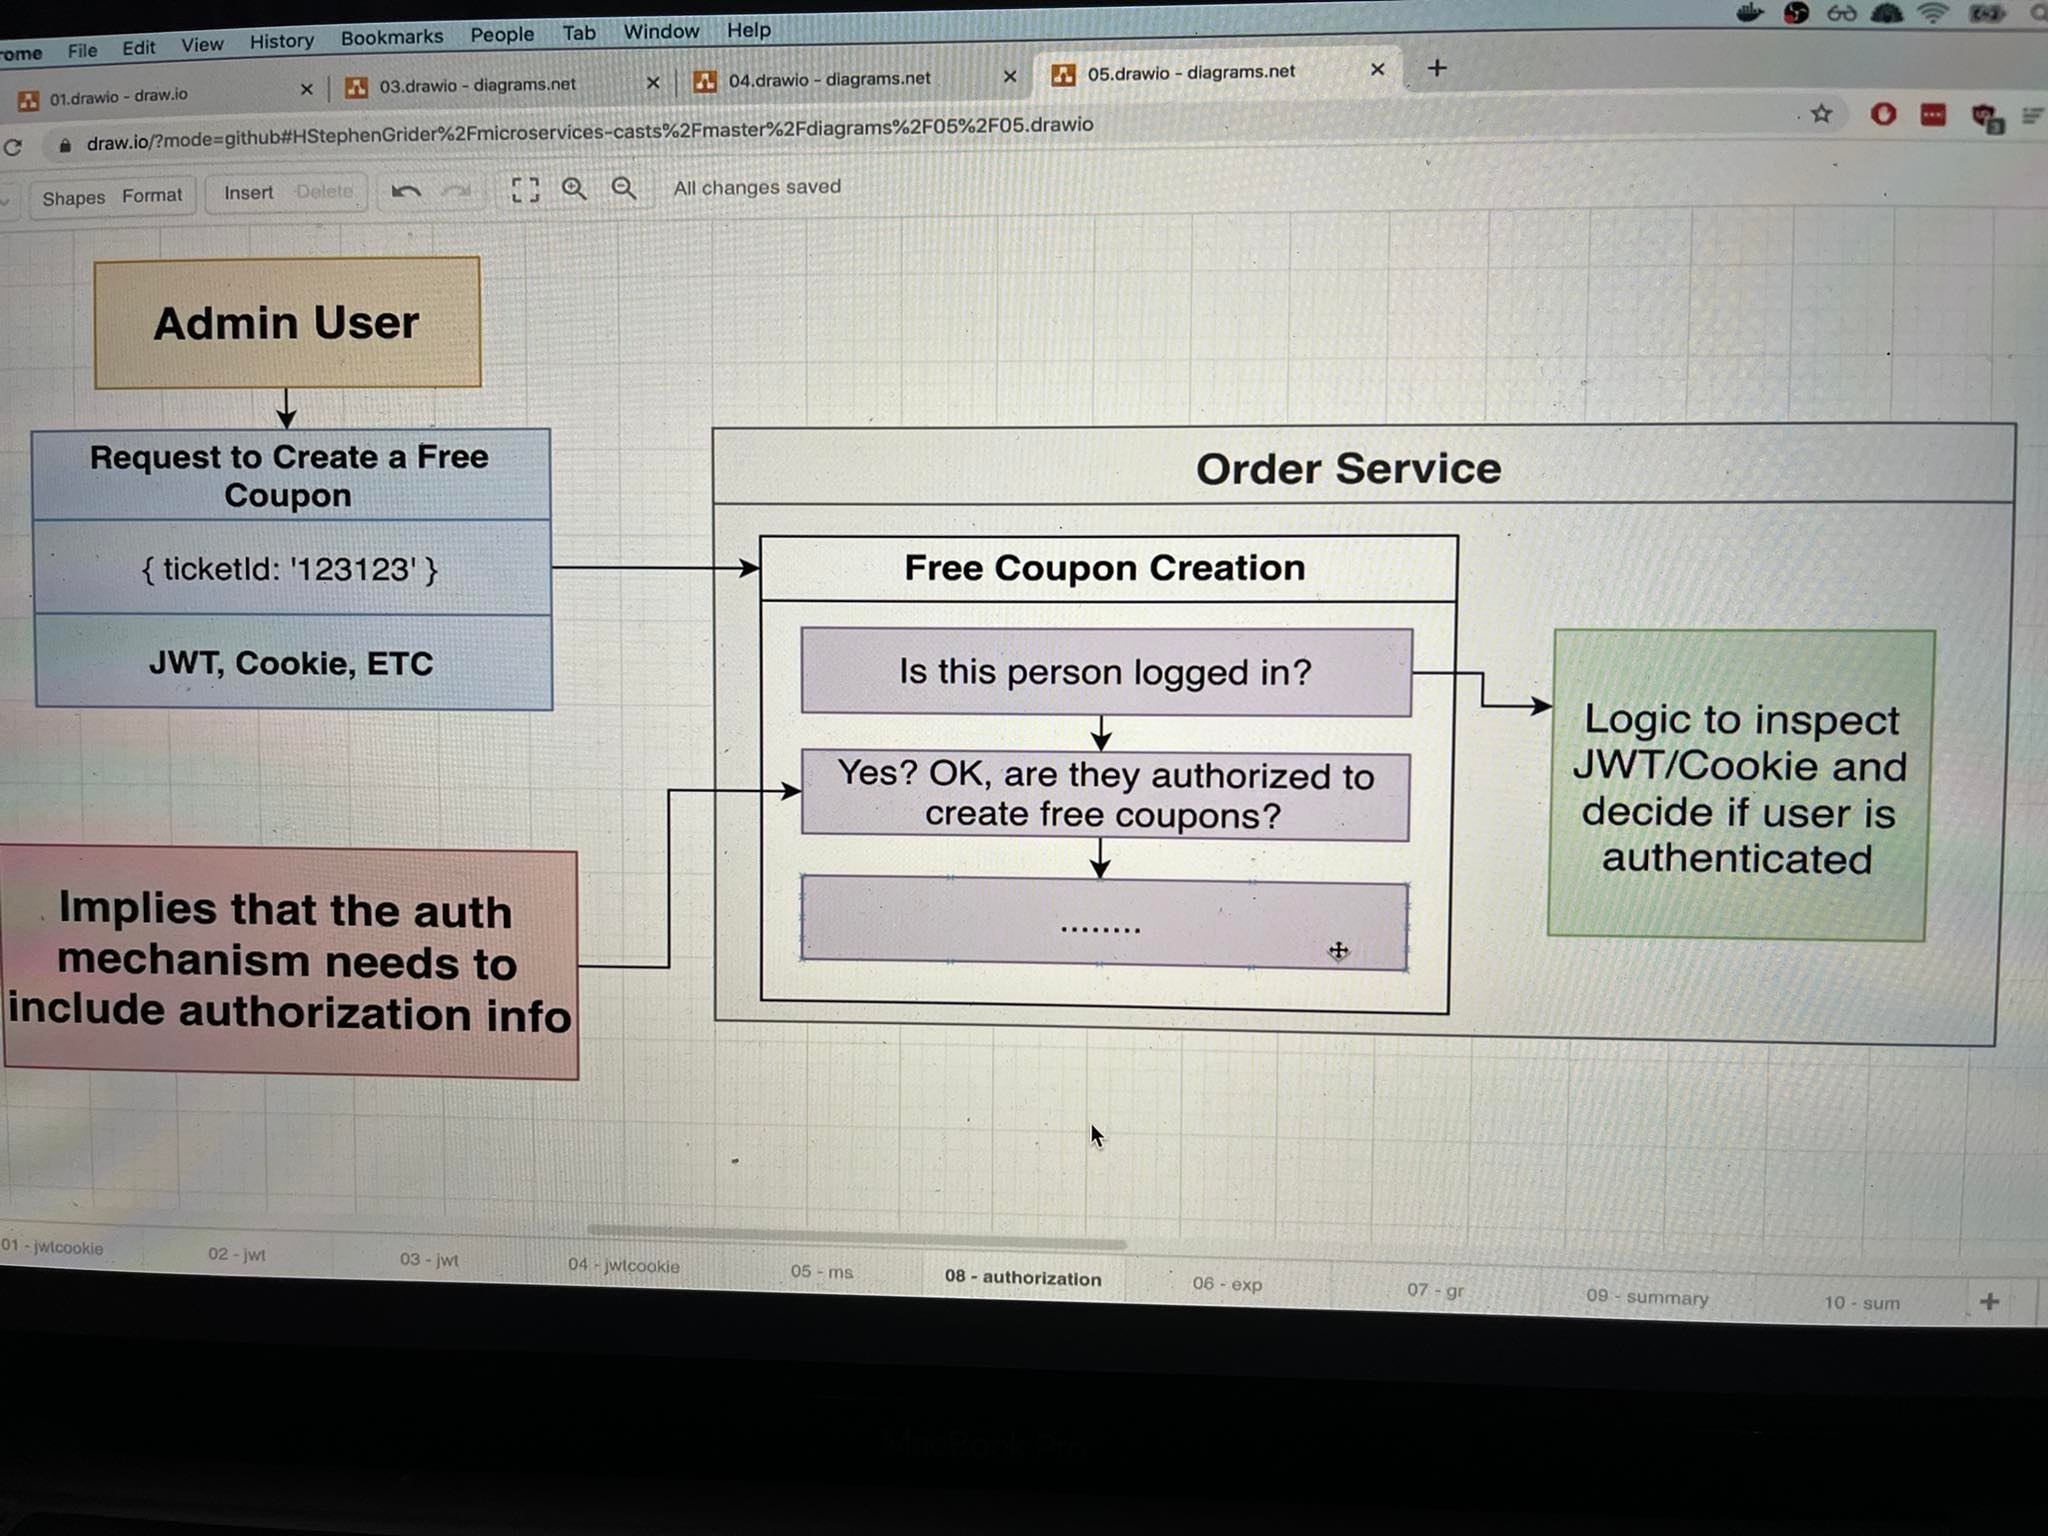 File Edit View History Bookmarks People Tab Window Help
01.drawio - draw.io
03.drawio - diagrams.net
04.drawio - diagrams.net
05.drawio - diagrams.net
draw.io/?mode=github#HStephenGrider%2Fmicroservices-casts%2Fmaster%2Fdiagrams%2F05%2F05.drawio
Shapes Format Insert Delete All changes saved
Admin User
Request to Create a Free
Coupon
{ ticketId: '123123' }
JWT, Cookie, ETC
Implies that the auth
mechanism needs to
include authorization info
Order Service
Free Coupon Creation
Is this person logged in?
Yes? OK, are they authorized to
create free coupons?
........
Logic to inspect
JWT/Cookie and
decide if user is
authenticated
01 - jwtcookie
02 - jwt
03 - jwt
04 - jwtcookie
05 - ms
08 - authorization
06 - exp
07 - gr
09 - summary
10 - sum
MacBook Pro